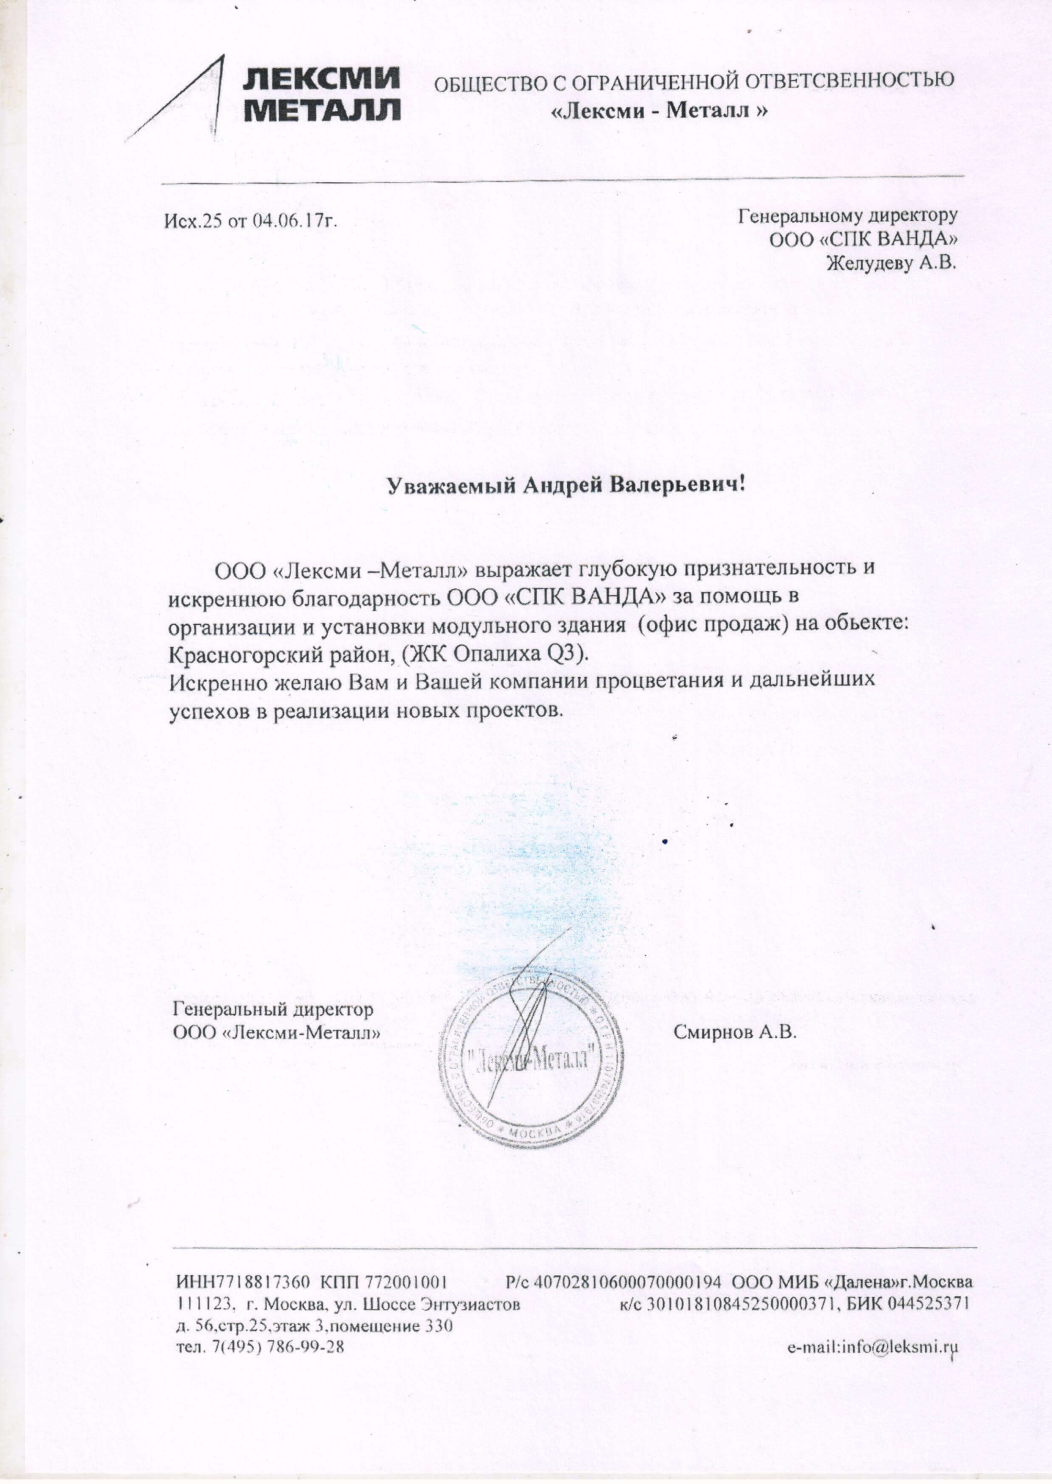 ЛЕКСМИ
МЕТАЛЛ
ОБЩЕСТВО С ОГРАНИЧЕННОЙ ОТВЕТСВЕННОСТЬЮ
«Лексми - Металл »
Исх.25 от 04.06.17г.
Генеральному директору
ООО «СПК ВАНДА»
Желудеву А.В.
Уважаемый Андрей Валерьевич!
ООО «Лексми –Металл» выражает глубокую признательность и
искреннюю благодарность ООО «СПК ВАНДА» за помощь в
организации и установки модульного здания (офис продаж) на обьекте:
Красногорский район, (ЖК Опалиха Q3).
Искренно желаю Вам и Вашей компании процветания и дальнейших
успехов в реализации новых проектов.
Генеральный директор
ООО «Лексми-Металл»
ОБЩЕСТВО С ОГРАНИЧЕННОЙ ОТВЕТСТВЕННОСТЬЮ
"Лексми-Металл"
МОСКВА
Смирнов А.В.
ИНН7718817360 КПП 772001001
Р/с 40702810600070000194 ООО МИБ «Далена»г.Москва
111123, г. Москва, ул. Шоссе Энтузиастов
к/с 30101810845250000371, БИК 044525371
д. 56,стр.25,этаж 3,помещение 330
тел. 7(495) 786-99-28
e-mail:info@leksmi.ru